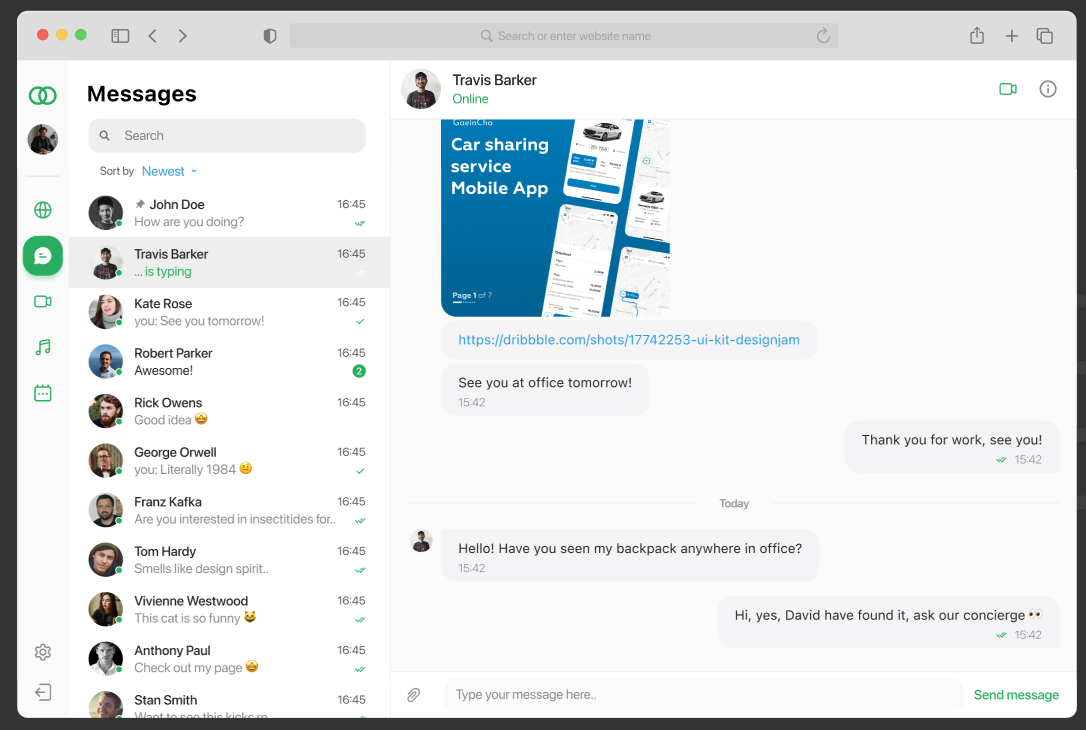 Search or enter website name
Messages
Search
Sort by Newest
John Doe 16:45
How are you doing?
Travis Barker 16:45
... is typing
Kate Rose 16:45
you: See you tomorrow!
Robert Parker 16:45
Awesome! 2
Rick Owens 16:45
Good idea 🤩
George Orwell 16:45
you: Literally 1984 🙂
Franz Kafka 16:45
Are you interested in insectitides for..
Tom Hardy 16:45
Smells like design spirit..
Vivienne Westwood 16:45
This cat is so funny 😺
Anthony Paul 16:45
Check out my page 🤩
Stan Smith 16:45
Want to see this kicks rn
Travis Barker
Online
GaeinCha
Car sharing
service
Mobile App
Page 1 of 7
Checkout
https://dribbble.com/shots/17742253-ui-kit-designjam
See you at office tomorrow!
15:42
Thank you for work, see you!
15:42
Today
Hello! Have you seen my backpack anywhere in office?
15:42
Hi, yes, David have found it, ask our concierge 👀
15:42
Type your message here..
Send message